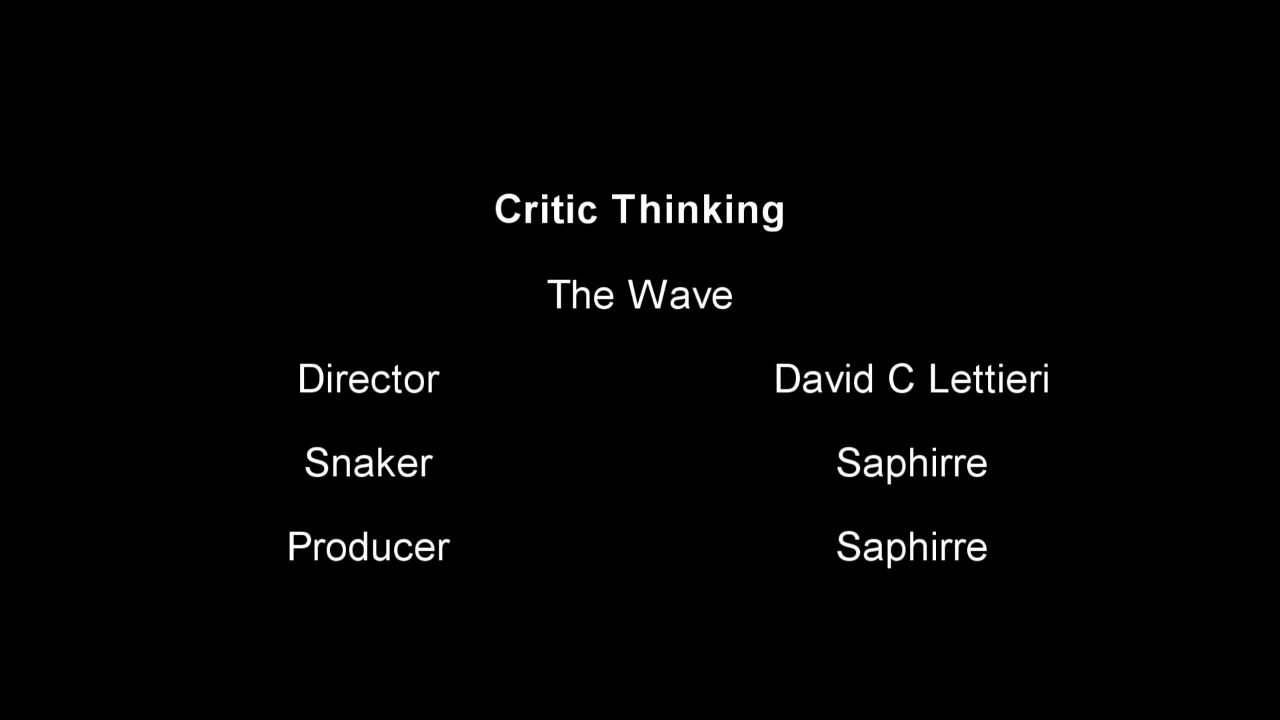 Critic Thinking
The Wave
Director David C Lettieri
Snaker Saphirre
Producer Saphirre